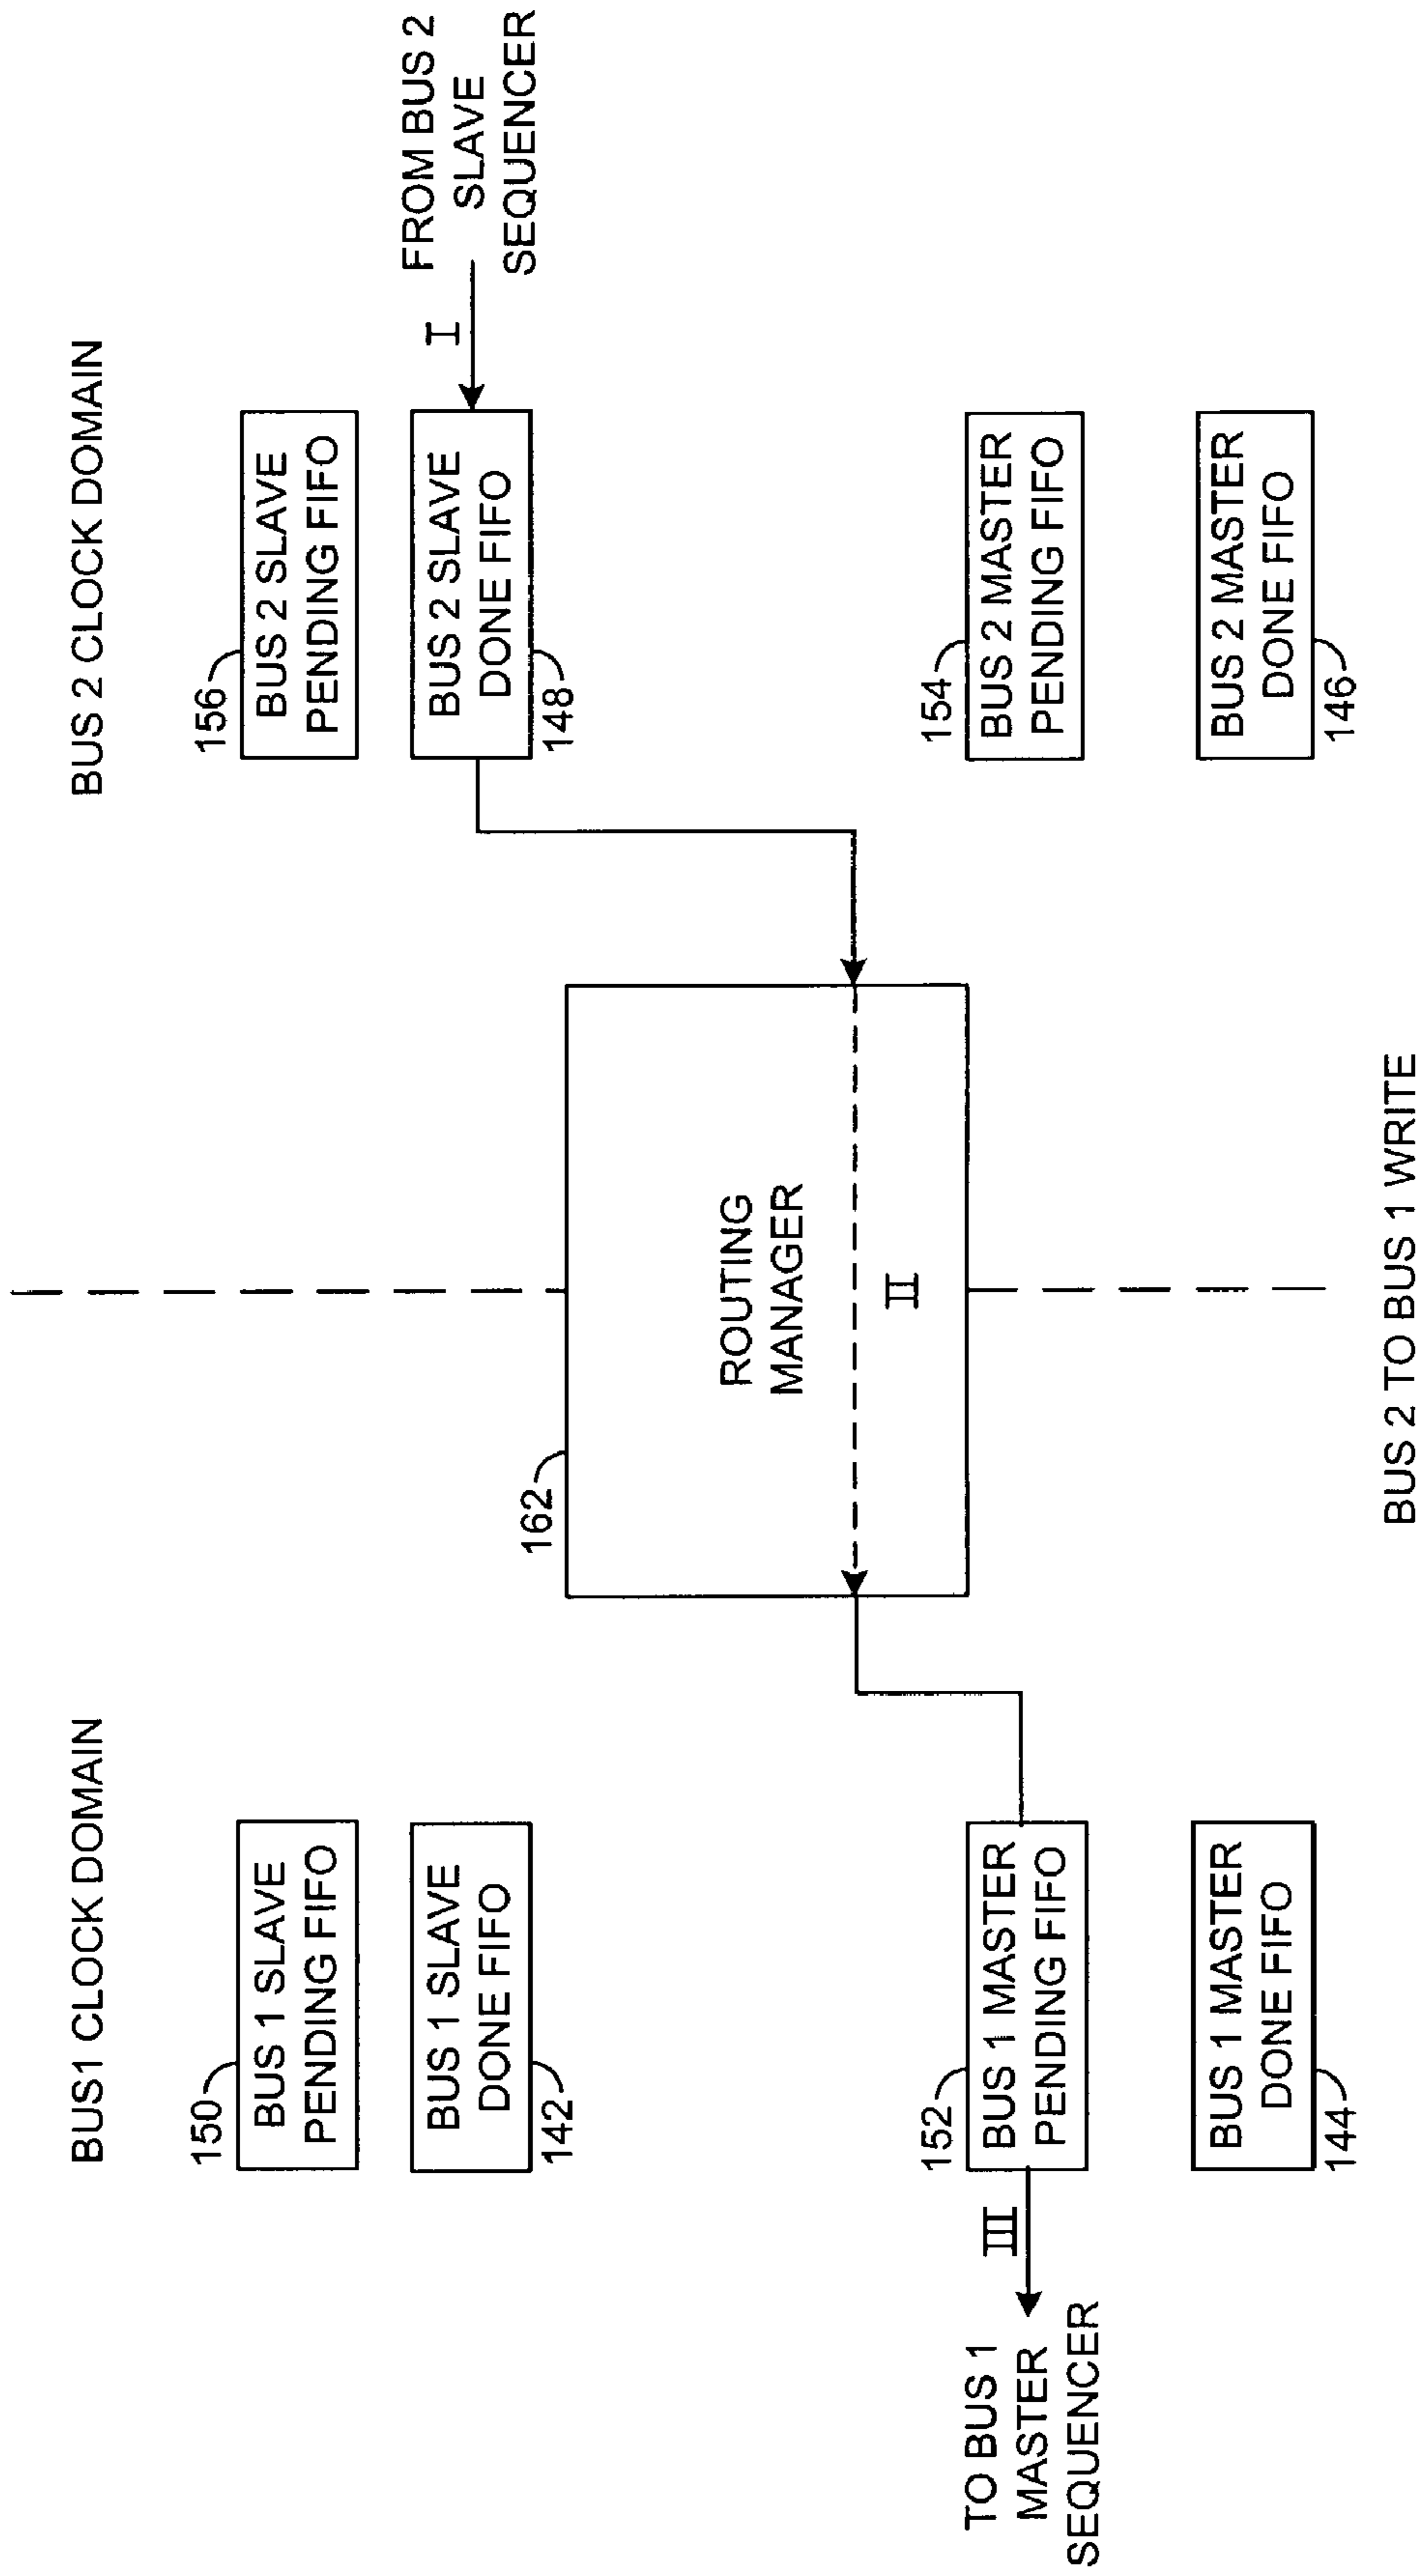 BUS1 CLOCK DOMAIN
BUS 2 CLOCK DOMAIN
150
BUS 1 SLAVE
PENDING FIFO
156
BUS 2 SLAVE
PENDING FIFO
BUS 1 SLAVE
DONE FIFO
142
BUS 2 SLAVE
DONE FIFO
148
I
FROM BUS 2
SLAVE
SEQUENCER
162
ROUTING
MANAGER
II
TO BUS 1
MASTER
SEQUENCER
III
152
BUS 1 MASTER
PENDING FIFO
154
BUS 2 MASTER
PENDING FIFO
BUS 1 MASTER
DONE FIFO
144
BUS 2 MASTER
DONE FIFO
146
BUS 2 TO BUS 1 WRITE